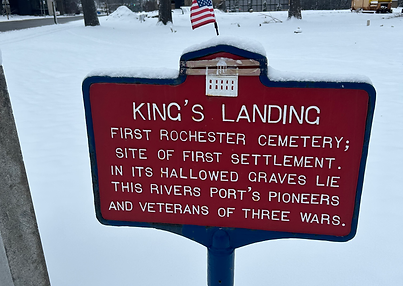 KING'S LANDING
FIRST ROCHESTER CEMETERY;
SITE OF FIRST SETTLEMENT.
IN ITS HALLOWED GRAVES LIE
THIS RIVERS PORT'S PIONEERS
AND VETERANS OF THREE WARS.